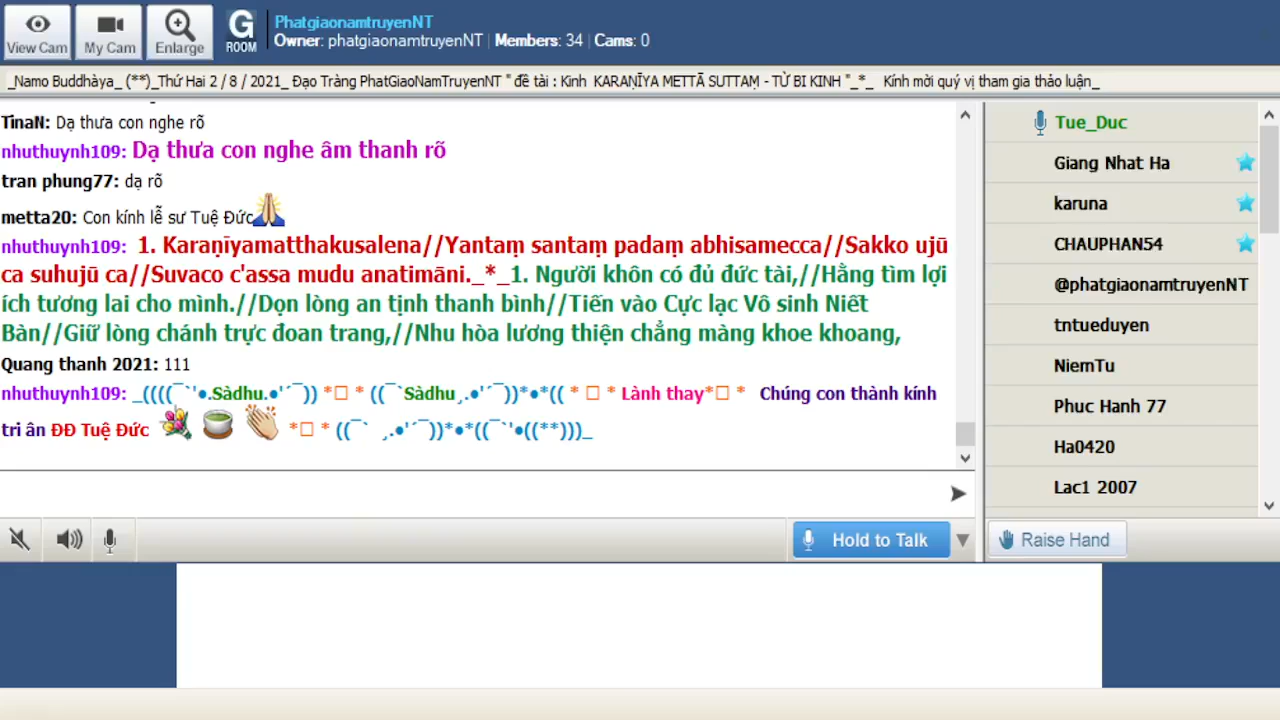 View Cam
My Cam
Enlarge
G
ROOM
PhatgiaonamtruyenNT
Owner: phatgiaonamtruyenNT | Members: 34 | Cams: 0
_Namo Buddhàya_ (**)_Thứ Hai 2 / 8 / 2021_ Đạo Tràng PhatGiaoNamTruyenNT " đề tài : Kinh KARAṆĪYA METTĀ SUTTAṂ - TỪ BI KINH "_*_ Kính mời quý vị tham gia thảo luận_
TinaN: Dạ thưa con nghe rõ
nhuthuynh109: Dạ thưa con nghe âm thanh rõ
tran phung77: dạ rõ
metta20: Con kính lễ sư Tuệ Đức
nhuthuynh109: 1. Karaṇīyamatthakusalena//Yantaṃ santaṃ padaṃ abhisamecca//Sakko ujū
ca suhujū ca//Suvaco c'assa mudu anatimāni._*_1. Người khôn có đủ đức tài,//Hằng tìm lợi
ích tương lai cho mình.//Dọn lòng an tịnh thanh bình//Tiến vào Cực lạc Vô sinh Niết
Bàn//Giữ lòng chánh trực đoan trang,//Nhu hòa lương thiện chẳng màng khoe khoang,
Quang thanh 2021: 111
nhuthuynh109: _((((¯`'•.Sàdhu.•'´¯)) *□ * ((¯`Sàdhu¸.•'´¯))*•*(( * □ * Lành thay*□ * Chúng con thành kính
tri ân ĐĐ Tuệ Đức *□ * ((¯` ¸.•'´¯))*•*((¯`'•((**)))_
Hold to Talk
Tue_Duc
Giang Nhat Ha
karuna
CHAUPHAN54
@phatgiaonamtruyenNT
tntueduyen
NiemTu
Phuc Hanh 77
Ha0420
Lac1 2007
Raise Hand